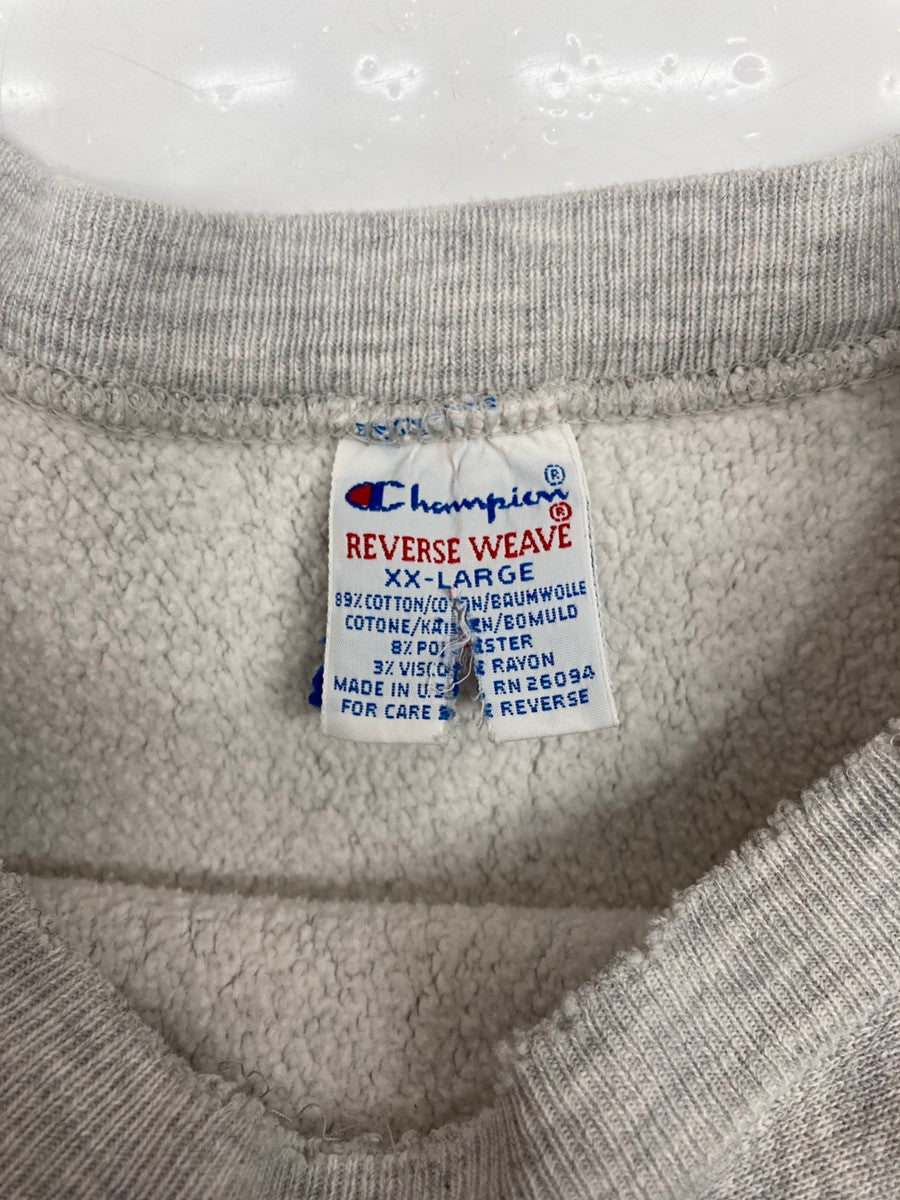 Champion®
REVERSE WEAVE®
XX-LARGE
89% COTTON/ /BAUMWOLLE
COTONE/ /BOMULD
8%
3% RAYON
MADE IN U.S RN 26094
FOR CARE REVERSE